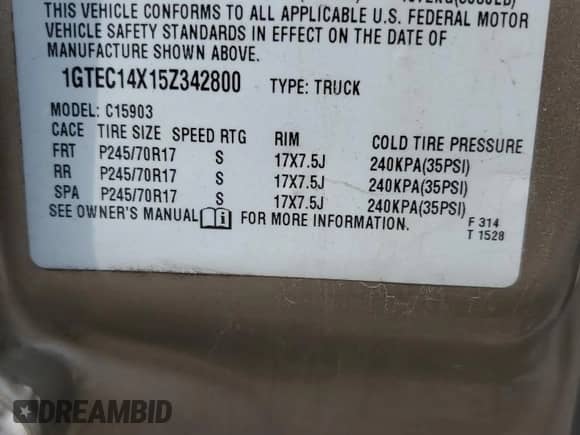 THIS VEHICLE CONFORMS TO ALL APPLICABLE U.S. FEDERAL MOTOR
VEHICLE SAFETY STANDARDS IN EFFECT ON THE DATE OF
MANUFACTURE SHOWN ABOVE.
1GTEC14X15Z342800 TYPE: TRUCK
MODEL: C15903
CACE TIRE SIZE SPEED RTG RIM COLD TIRE PRESSURE
FRT P245/70R17 S 17X7.5J 240KPA(35PSI)
RR P245/70R17 S 17X7.5J 240KPA(35PSI)
SPA P245/70R17 S 17X7.5J 240KPA(35PSI)
SEE OWNER'S MANUAL FOR MORE INFORMATION.
F 314
T 1528
DREAMBID